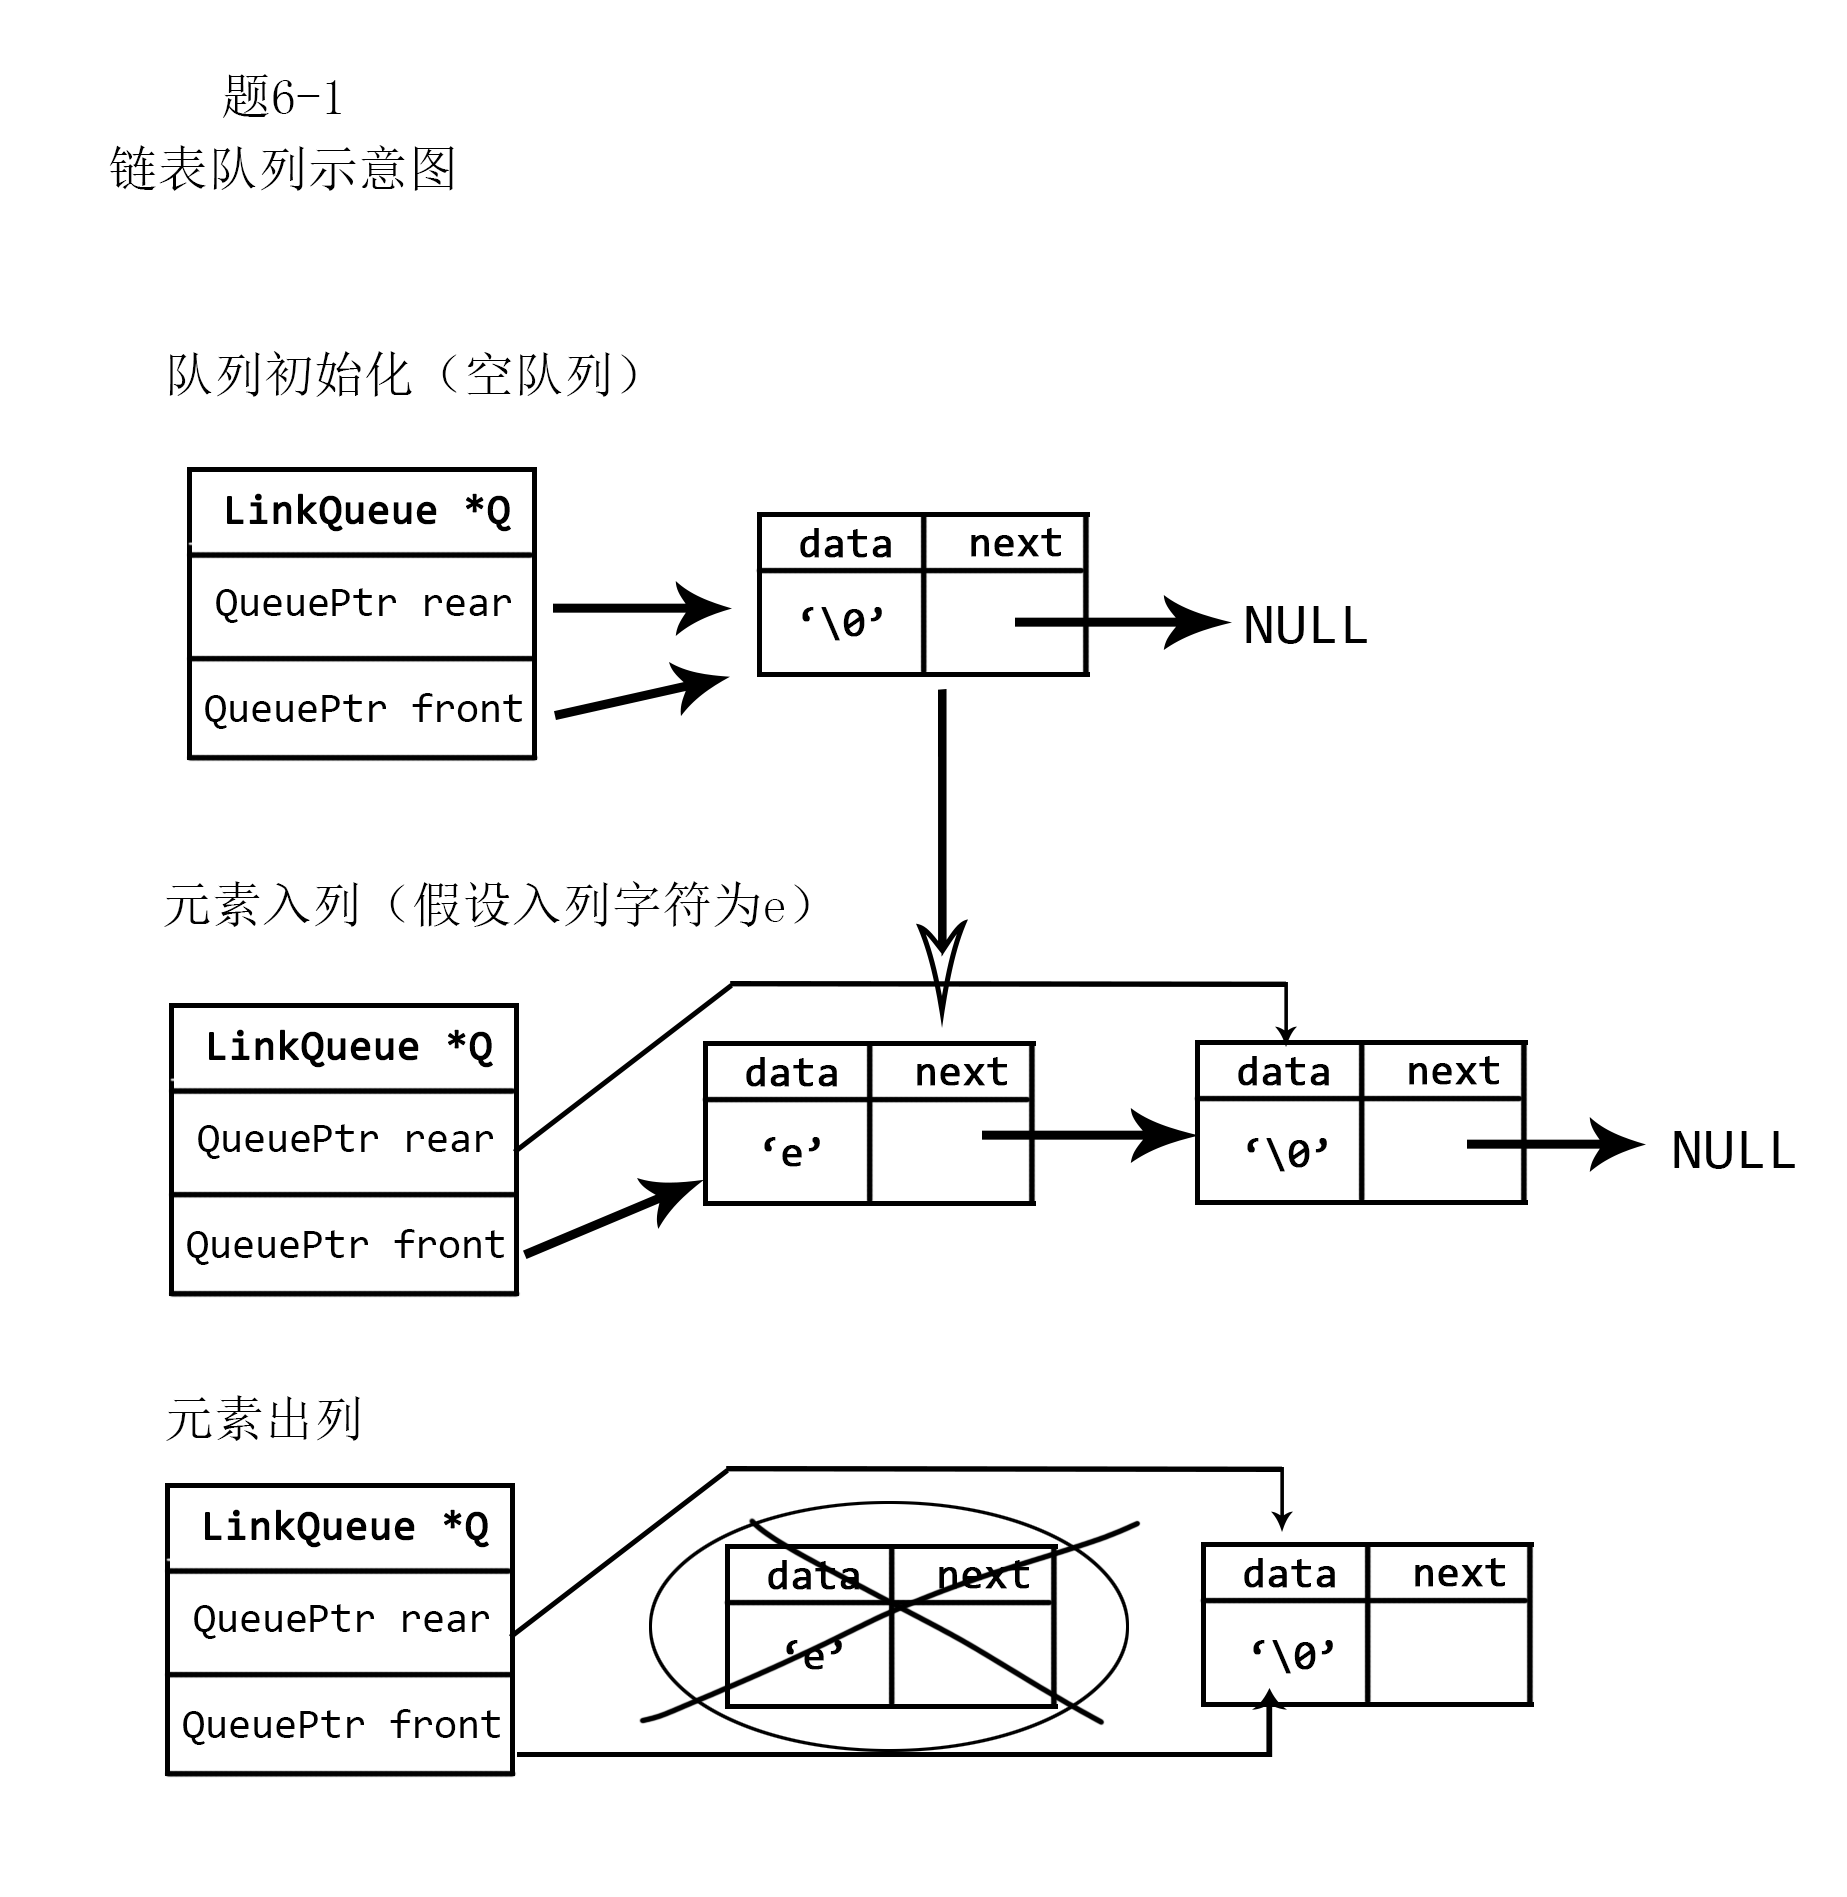 题6-1
链表队列示意图
队列初始化（空队列）
LinkQueue *Q
QueuePtr rear
QueuePtr front
data next
‘\0’
NULL
元素入列（假设入列字符为e）
LinkQueue *Q
QueuePtr rear
QueuePtr front
data next
‘e’
data next
‘\0’
NULL
元素出列
LinkQueue *Q
QueuePtr rear
QueuePtr front
data next
‘e’
data next
‘\0’